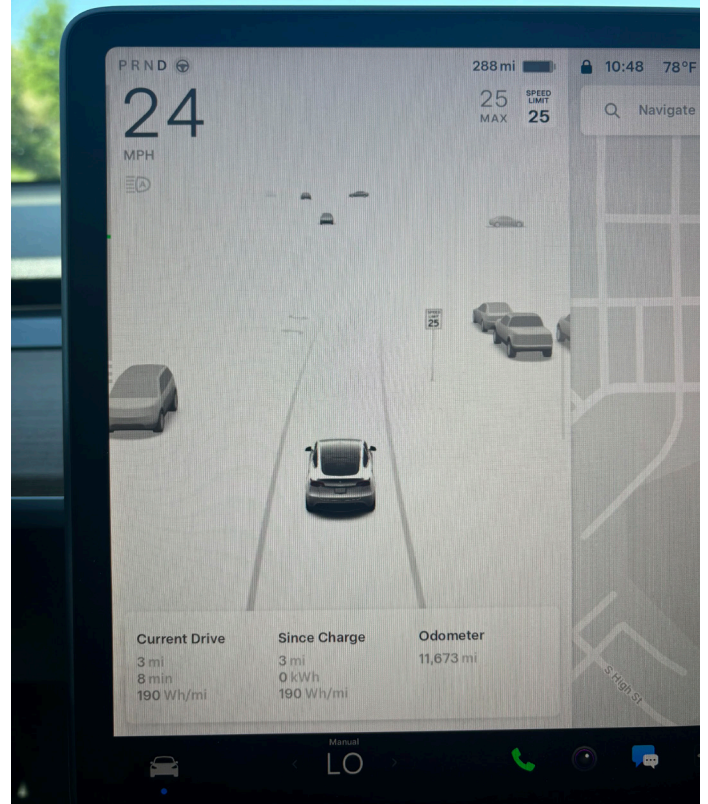 PRND
288 mi
10:48 78°F
24
MPH
25
MAX
SPEED
LIMIT
25
Navigate
SPEED
LIMIT
25
Current Drive
3 mi
8 min
190 Wh/mi
Since Charge
3 mi
0 kWh
190 Wh/mi
Odometer
11,673 mi
S High St
Manual
LO